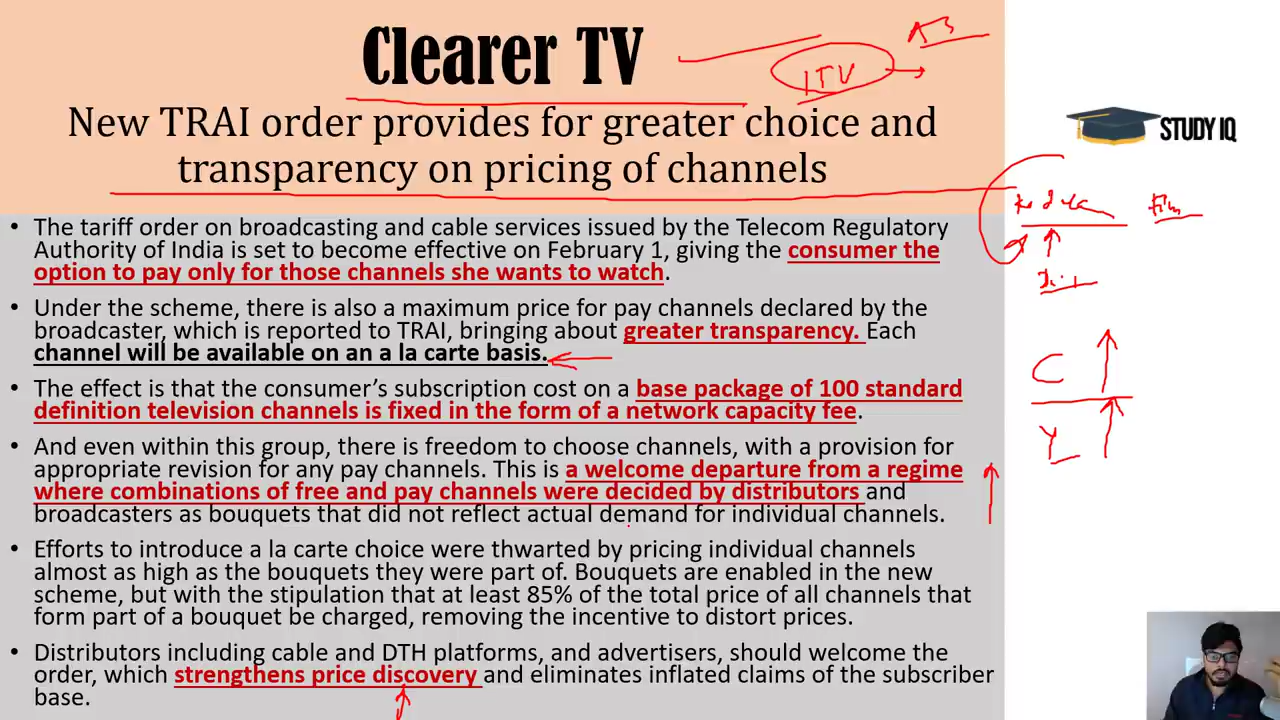 Clearer TV
New TRAI order provides for greater choice and
transparency on pricing of channels
STUDY IQ
• The tariff order on broadcasting and cable services issued by the Telecom Regulatory
Authority of India is set to become effective on February 1, giving the consumer the
option to pay only for those channels she wants to watch.
• Under the scheme, there is also a maximum price for pay channels declared by the
broadcaster, which is reported to TRAI, bringing about greater transparency. Each
channel will be available on an a la carte basis.
• The effect is that the consumer’s subscription cost on a base package of 100 standard
definition television channels is fixed in the form of a network capacity fee.
• And even within this group, there is freedom to choose channels, with a provision for
appropriate revision for any pay channels. This is a welcome departure from a regime
where combinations of free and pay channels were decided by distributors and
broadcasters as bouquets that did not reflect actual demand for individual channels.
• Efforts to introduce a la carte choice were thwarted by pricing individual channels
almost as high as the bouquets they were part of. Bouquets are enabled in the new
scheme, but with the stipulation that at least 85% of the total price of all channels that
form part of a bouquet be charged, removing the incentive to distort prices.
• Distributors including cable and DTH platforms, and advertisers, should welcome the
order, which strengthens price discovery and eliminates inflated claims of the subscriber
base.
C
Y